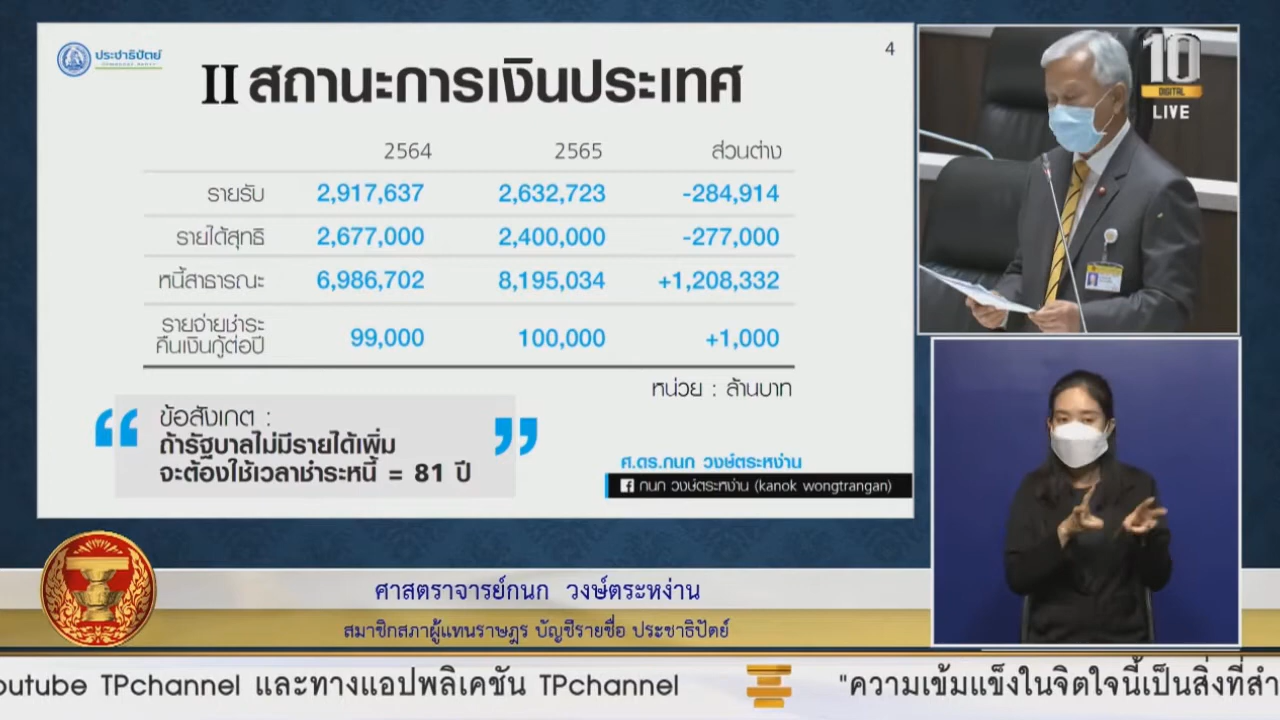 ประชาธิปัตย์
4
II สถานะการเงินประเทศ
2564 2565 ส่วนต่าง
รายรับ 2,917,637 2,632,723 -284,914
รายได้สุทธิ 2,677,000 2,400,000 -277,000
หนี้สาธารณะ 6,986,702 8,195,034 +1,208,332
รายจ่ายชำระ
คืนเงินกู้ต่อปี 99,000 100,000 +1,000
หน่วย : ล้านบาท
ข้อสังเกต :
ถ้ารัฐบาลไม่มีรายได้เพิ่ม
จะต้องใช้เวลาชำระหนี้ = 81 ปี
ศ.ดร.กนก วงษ์ตระหง่าน
กนก วงษ์ตระหง่าน (kanok wongtrangan)
10
DIGITAL
LIVE
ศาสตราจารย์กนก วงษ์ตระหง่าน
สมาชิกสภาผู้แทนราษฎร บัญชีรายชื่อ ประชาธิปัตย์
outube TPchannel และทางแอปพลิเคชัน TPchannel "ความเข้มแข็งในจิตใจนี้เป็นสิ่งที่สำ